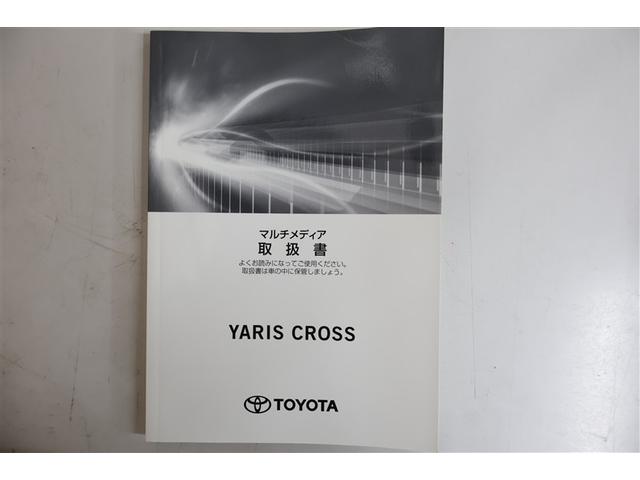 マルチメディア
取扱書
よくお読みになってご使用ください。
取扱書は車の中に保管しましょう。
YARIS CROSS
TOYOTA